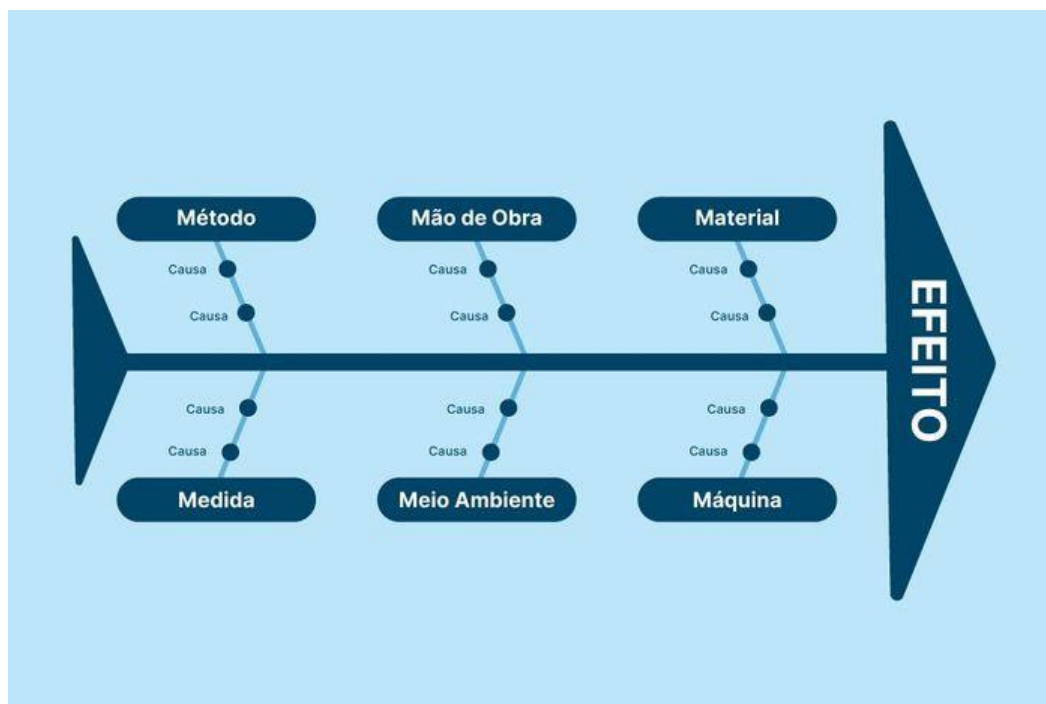 Método
Mão de Obra
Material
Causa
Causa
Causa
Causa
Causa
Causa
EFEITO
Causa
Causa
Causa
Causa
Causa
Causa
Medida
Meio Ambiente
Máquina